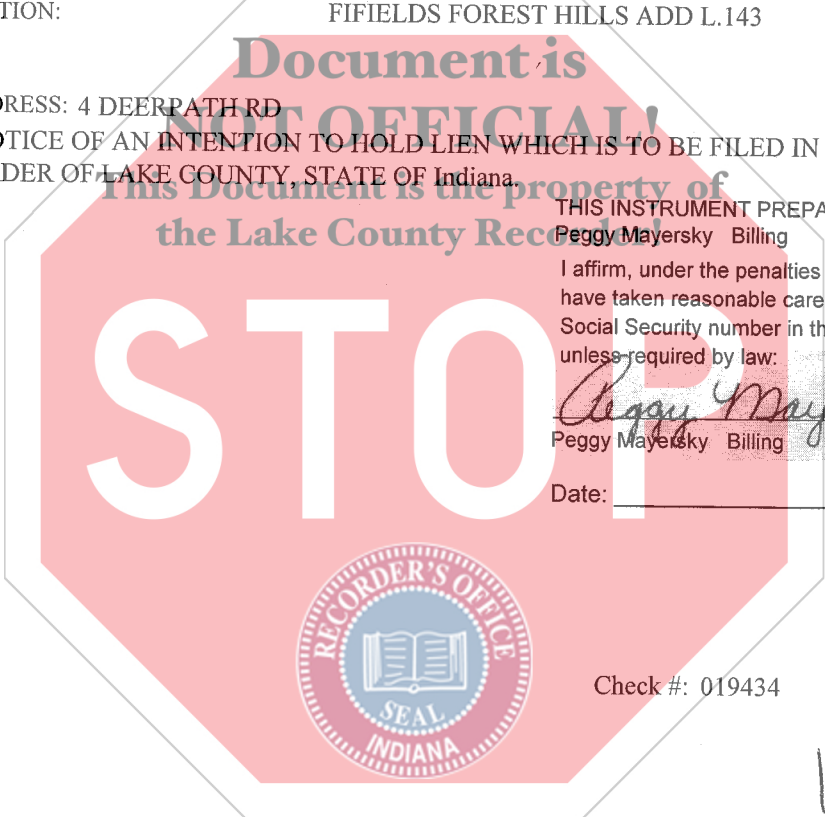 TION: FIFIELDS FOREST HILLS ADD L.143
Document is
RESS: 4 DEERPATH RD
NOT OFFICIAL!
OTICE OF AN INTENTION TO HOLD LIEN WHICH IS TO BE FILED IN
DER OF LAKE COUNTY, STATE OF Indiana.
This Document is the property of
the Lake County Recorder!
THIS INSTRUMENT PREPA
Peggy Mayersky Billing
I affirm, under the penalties
have taken reasonable care
Social Security number in th
unless required by law:
Peggy May
Peggy Mayersky Billing
Date:
STOP
RECORDER'S OFFICE
SEAL
INDIANA
Check #: 019434